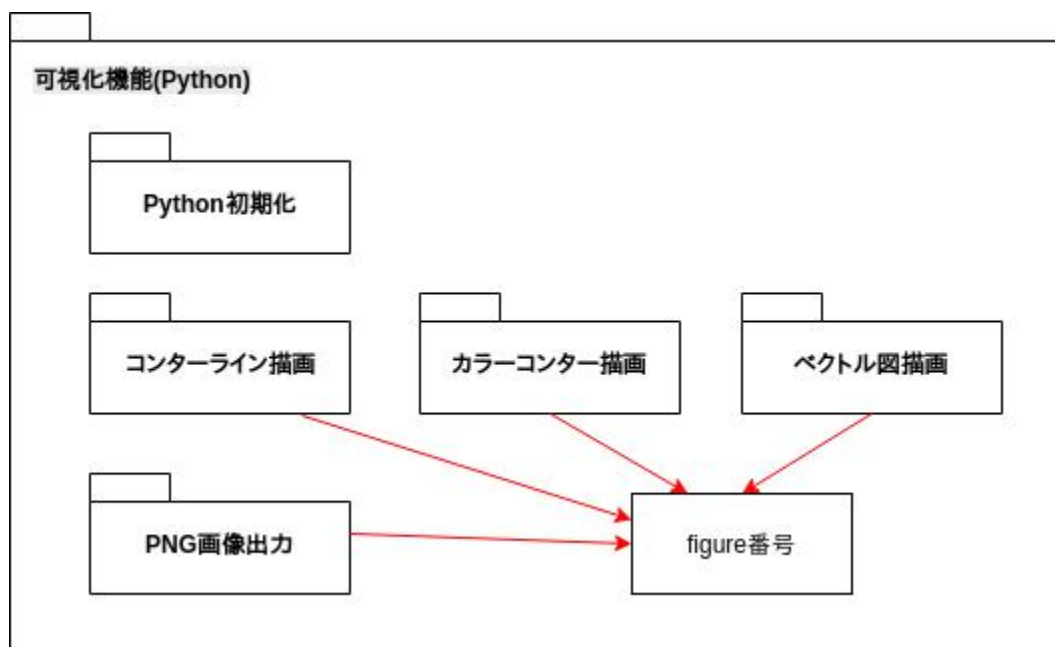 可視化機能(Python)
Python初期化
コンターライン描画
カラーコンター描画
ベクトル図描画
PNG画像出力
figure番号